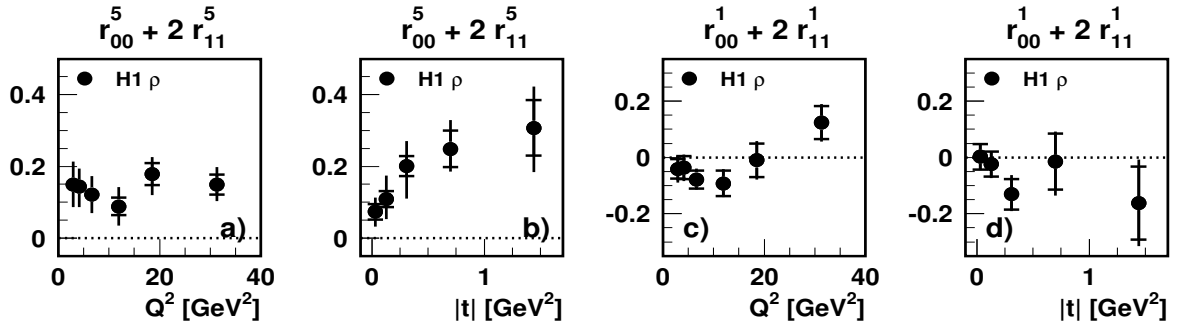 r⁵₀₀ + 2 r⁵₁₁
H1 ρ
0.4
0.2
0
a)
0 20 40
Q² [GeV²]
r⁵₀₀ + 2 r⁵₁₁
H1 ρ
0.4
0.2
0
b)
0 1
|t| [GeV²]
r¹₀₀ + 2 r¹₁₁
H1 ρ
0.2
0
-0.2
c)
0 20 40
Q² [GeV²]
r¹₀₀ + 2 r¹₁₁
H1 ρ
0.2
0
-0.2
d)
0 1
|t| [GeV²]